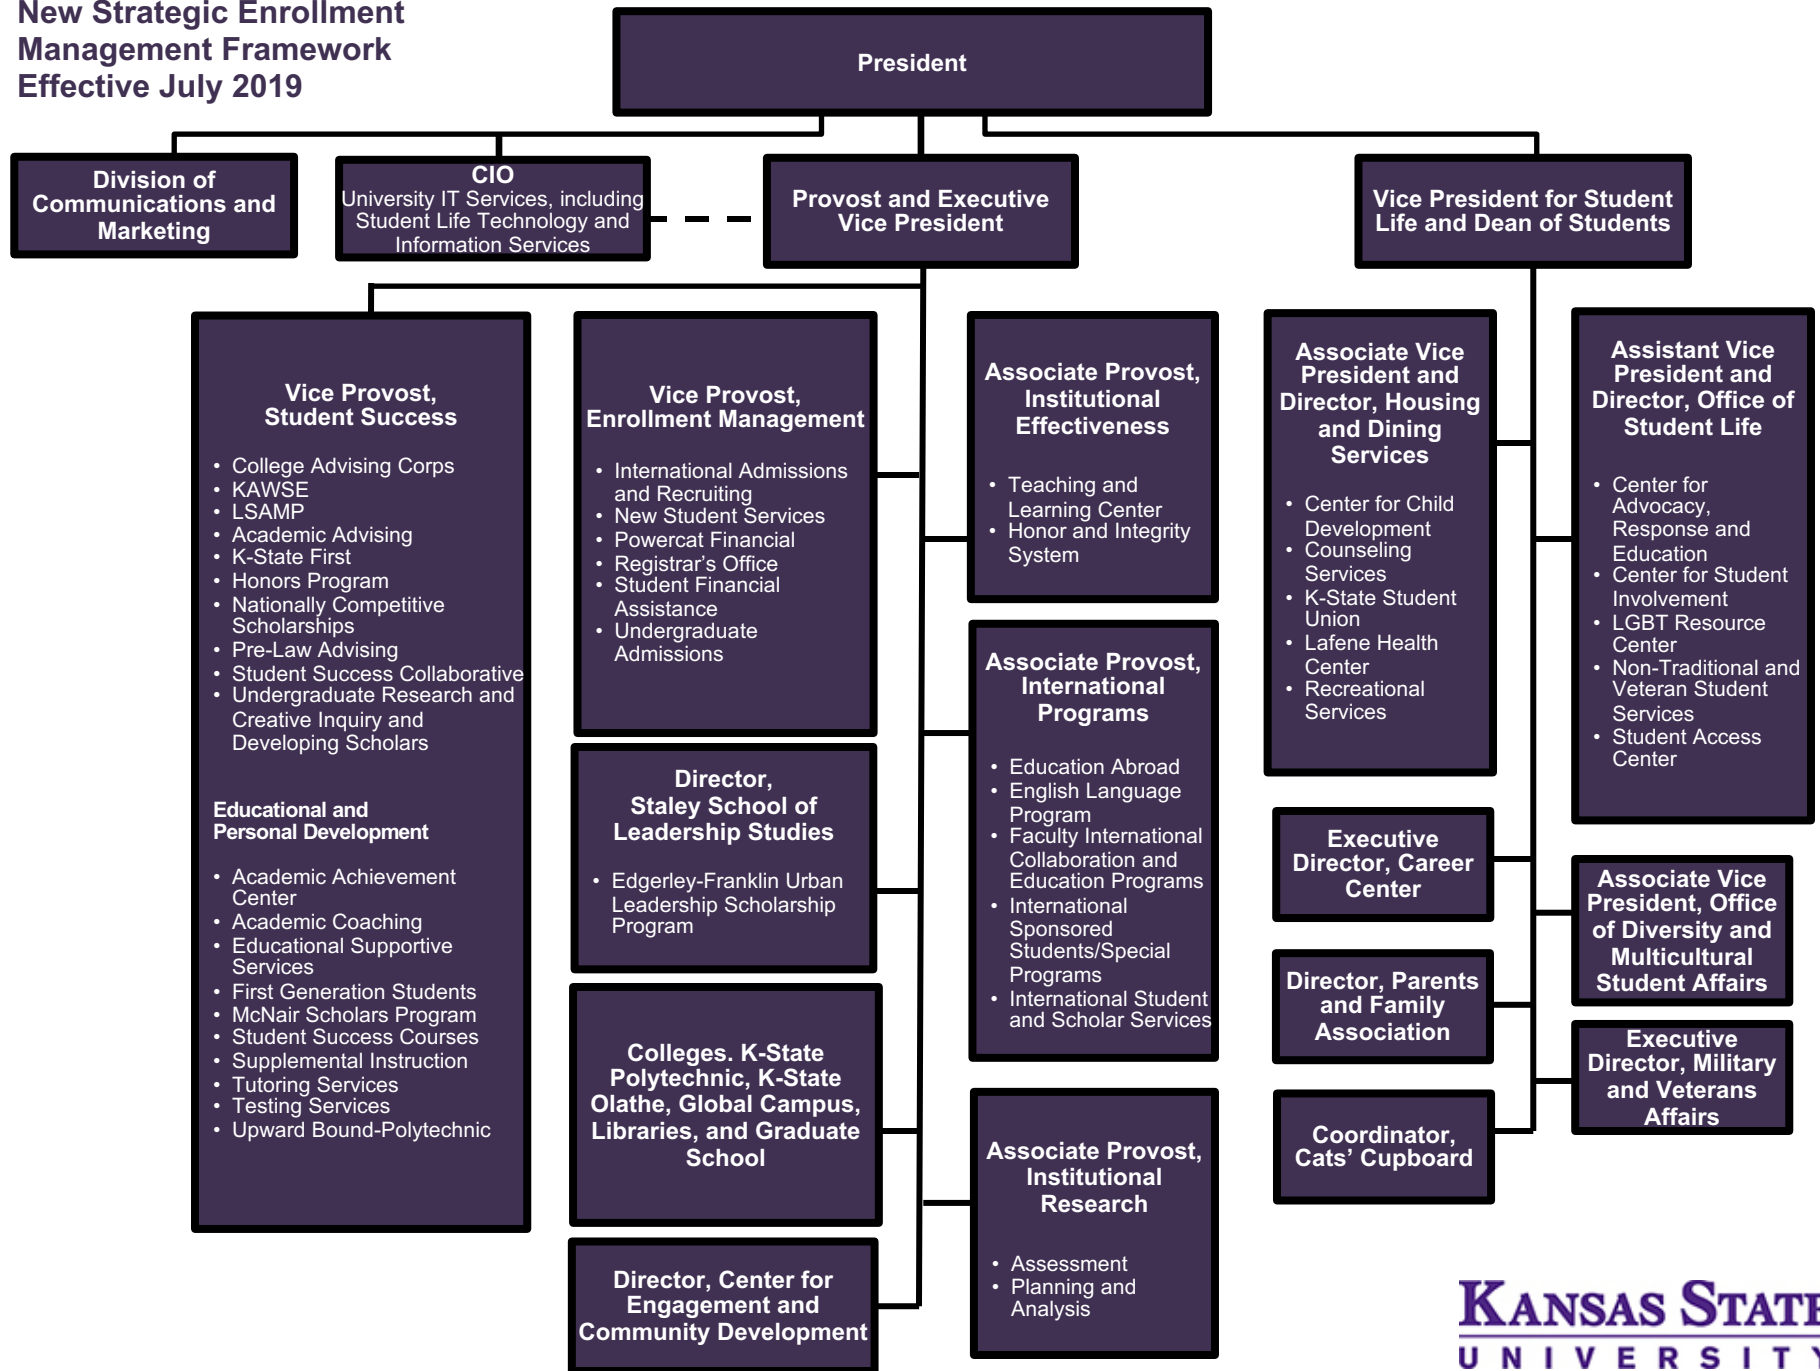 New Strategic Enrollment
Management Framework
Effective July 2019
President
Division of
Communications and
Marketing
CIO
University IT Services, including
Student Life Technology and
Information Services
Provost and Executive
Vice President
Vice President for Student
Life and Dean of Students
Vice Provost,
Student Success
• College Advising Corps
• KAWSE
• LSAMP
• Academic Advising
• K-State First
• Honors Program
• Nationally Competitive
Scholarships
• Pre-Law Advising
• Student Success Collaborative
• Undergraduate Research and
Creative Inquiry and
Developing Scholars
Educational and
Personal Development
• Academic Achievement
Center
• Academic Coaching
• Educational Supportive
Services
• First Generation Students
• McNair Scholars Program
• Student Success Courses
• Supplemental Instruction
• Tutoring Services
• Testing Services
• Upward Bound-Polytechnic
Vice Provost,
Enrollment Management
• International Admissions
and Recruiting
• New Student Services
• Powercat Financial
• Registrar’s Office
• Student Financial
Assistance
• Undergraduate
Admissions
Director,
Staley School of
Leadership Studies
• Edgerley-Franklin Urban
Leadership Scholarship
Program
Colleges. K-State
Polytechnic, K-State
Olathe, Global Campus,
Libraries, and Graduate
School
Director, Center for
Engagement and
Community Development
Associate Provost,
Institutional
Effectiveness
• Teaching and
Learning Center
• Honor and Integrity
System
Associate Provost,
International
Programs
• Education Abroad
• English Language
Program
• Faculty International
Collaboration and
Education Programs
• International
Sponsored
Students/Special
Programs
• International Student
and Scholar Services
Associate Provost,
Institutional
Research
• Assessment
• Planning and
Analysis
Associate Vice
President and
Director, Housing
and Dining
Services
• Center for Child
Development
• Counseling
Services
• K-State Student
Union
• Lafene Health
Center
• Recreational
Services
Executive
Director, Career
Center
Director, Parents
and Family
Association
Coordinator,
Cats’ Cupboard
Assistant Vice
President and
Director, Office of
Student Life
• Center for
Advocacy,
Response and
Education
• Center for Student
Involvement
• LGBT Resource
Center
• Non-Traditional and
Veteran Student
Services
• Student Access
Center
Associate Vice
President, Office
of Diversity and
Multicultural
Student Affairs
Executive
Director, Military
and Veterans
Affairs
KANSAS STATE
UNIVERSITY